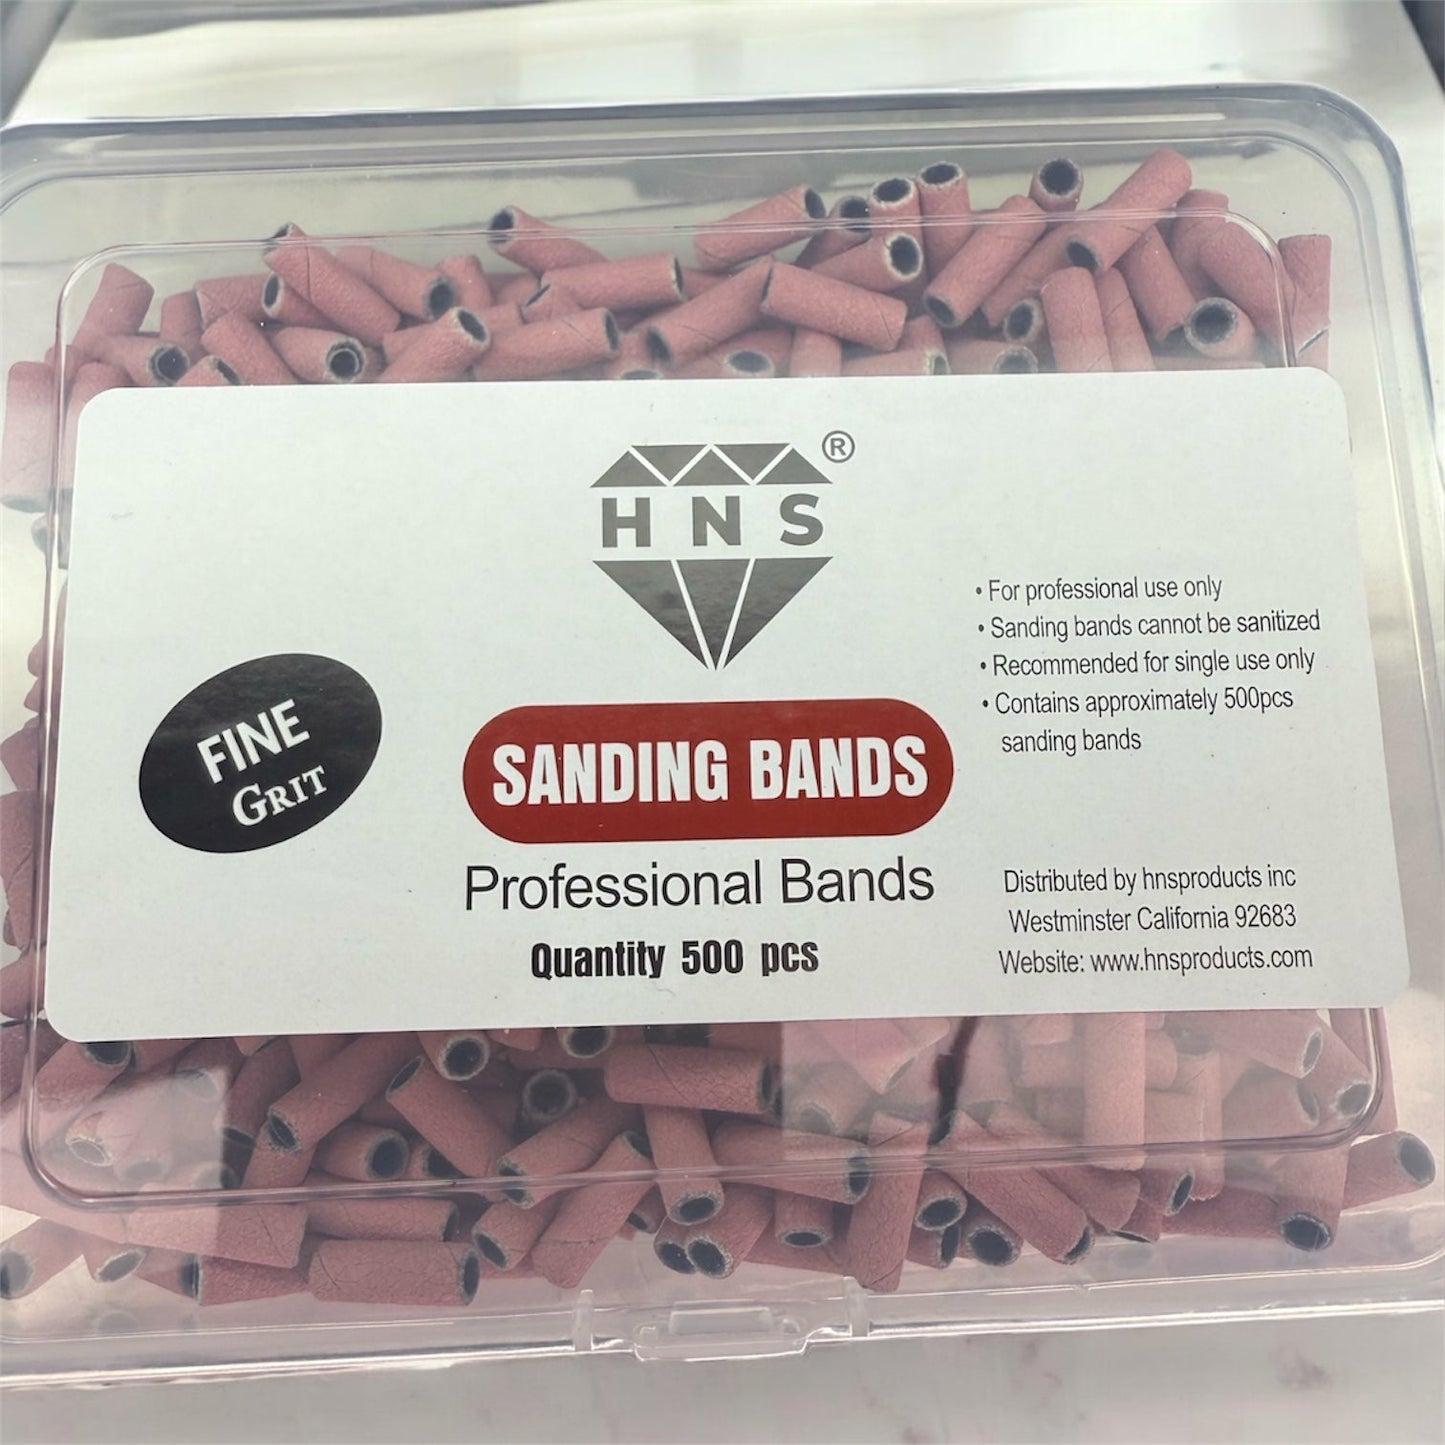 HNS®
FINE
GRIT
SANDING BANDS
Professional Bands
Quantity 500 pcs
• For professional use only
• Sanding bands cannot be sanitized
• Recommended for single use only
• Contains approximately 500pcs
sanding bands
Distributed by hnsproducts inc
Westminster California 92683
Website: www.hnsproducts.com